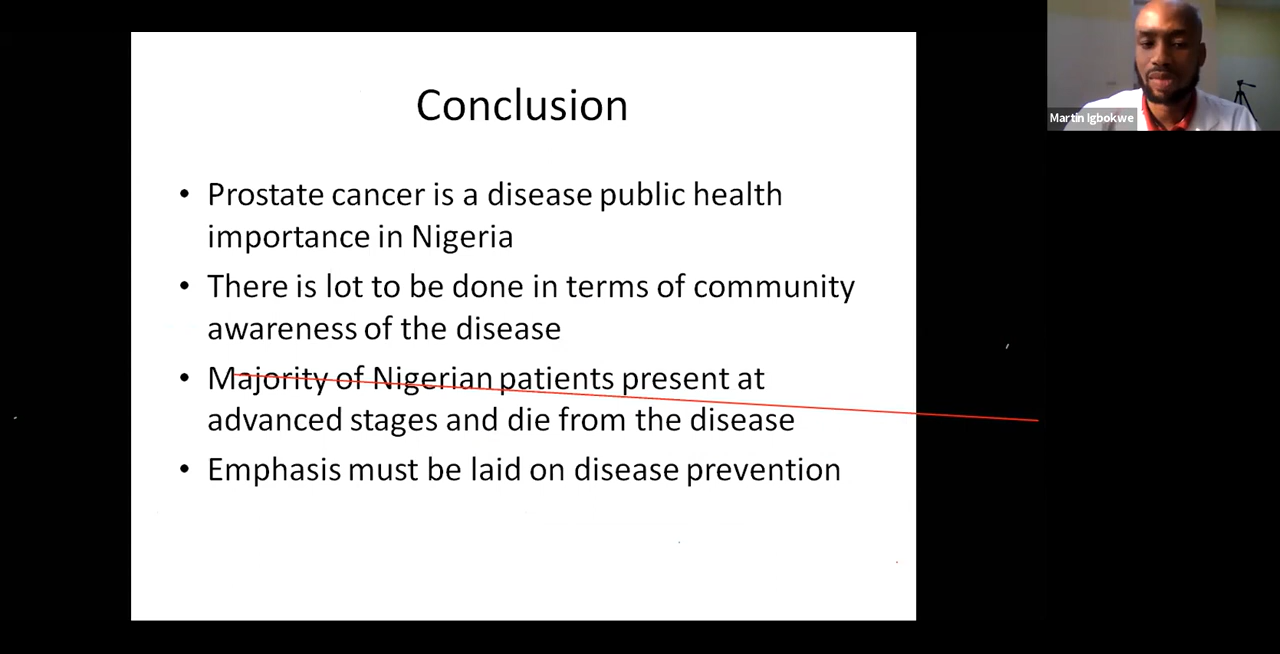 Conclusion
Martin Igbokwe
• Prostate cancer is a disease public health
importance in Nigeria
• There is lot to be done in terms of community
awareness of the disease
• Majority of Nigerian patients present at
advanced stages and die from the disease
• Emphasis must be laid on disease prevention